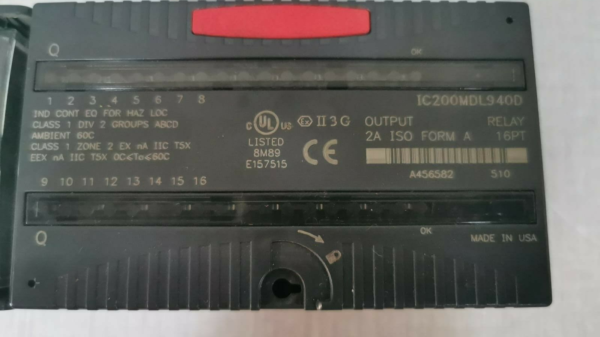 Q
OK
1 2 3 4 5 6 7 8
IC200MDL940D
IND CONT EQ FOR HAZ LOC
CLASS 1 DIV 2 GROUPS ABCD
AMBIENT 60C
CLASS 1 ZONE 2 EX nA IIC T5X
EEX nA IIC T5X 0C≤Ta≤60C
C UL US
LISTED
8M89
E157515
Ex II 3 G
CE
OUTPUT RELAY
2A ISO FORM A 16PT
A456582 S10
9 10 11 12 13 14 15 16
Q
OK
MADE IN USA